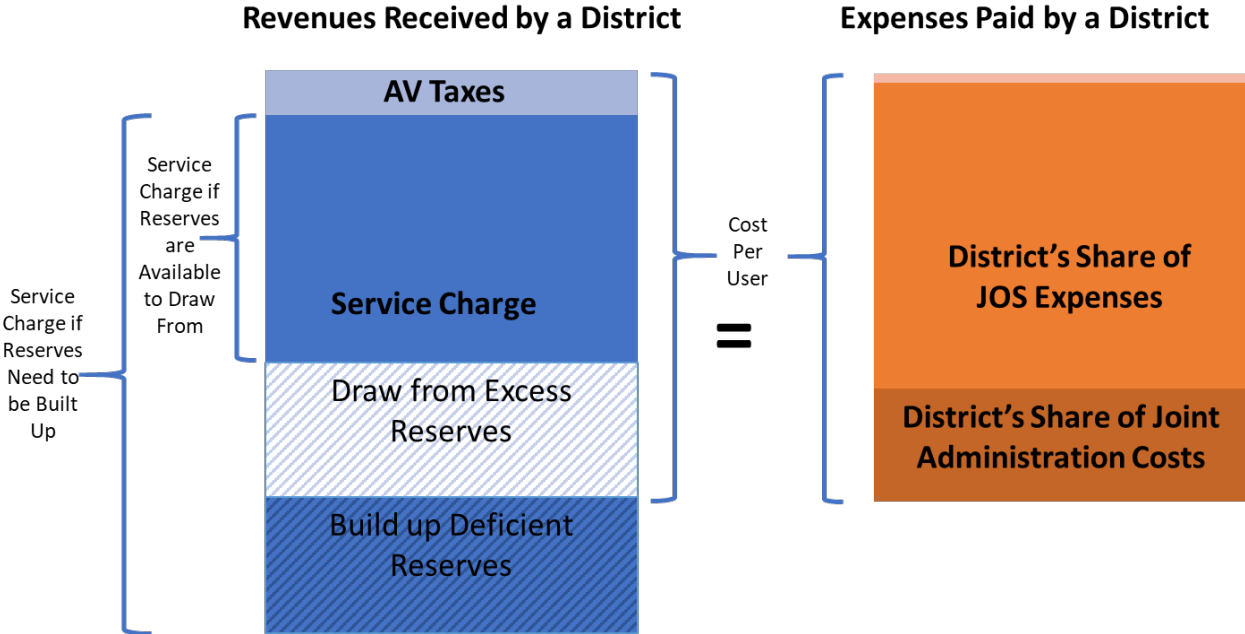 Revenues Received by a District
Expenses Paid by a District
AV Taxes
Service
Charge if
Reserves
are
Available
to Draw
From
Service
Charge if
Reserves
Need to
be Built
Up
Service Charge
Draw from Excess
Reserves
Build up Deficient
Reserves
Cost
Per
User
=
District's Share of
JOS Expenses
District's Share of Joint
Administration Costs